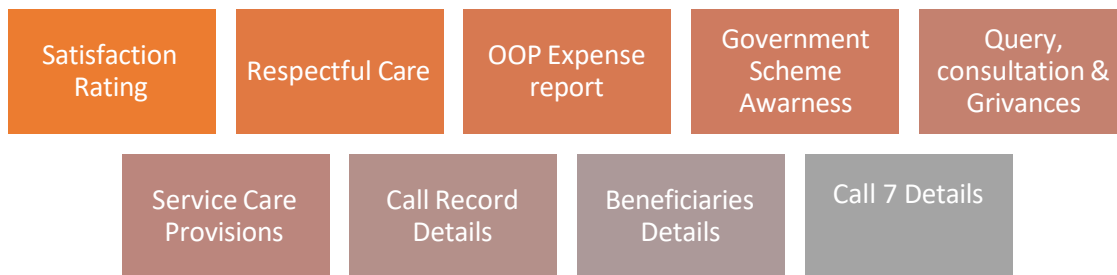 Satisfaction
Rating
Respectful Care
OOP Expense
report
Government
Scheme
Awarness
Query,
consultation &
Grivances
Service Care
Provisions
Call Record
Details
Beneficiaries
Details
Call 7 Details